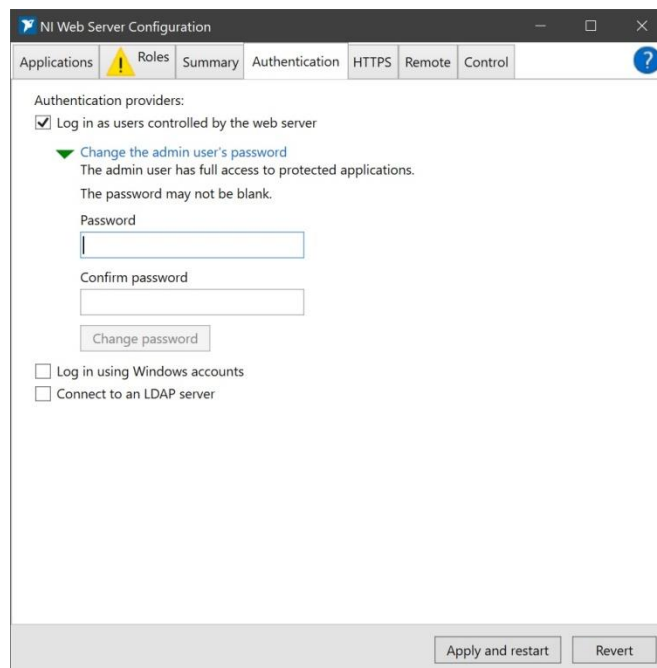 NI Web Server Configuration
Applications ! Roles Summary Authentication HTTPS Remote Control ?
Authentication providers:
Log in as users controlled by the web server
Change the admin user's password
The admin user has full access to protected applications.
The password may not be blank.
Password
Confirm password
Change password
Log in using Windows accounts
Connect to an LDAP server
Apply and restart Revert